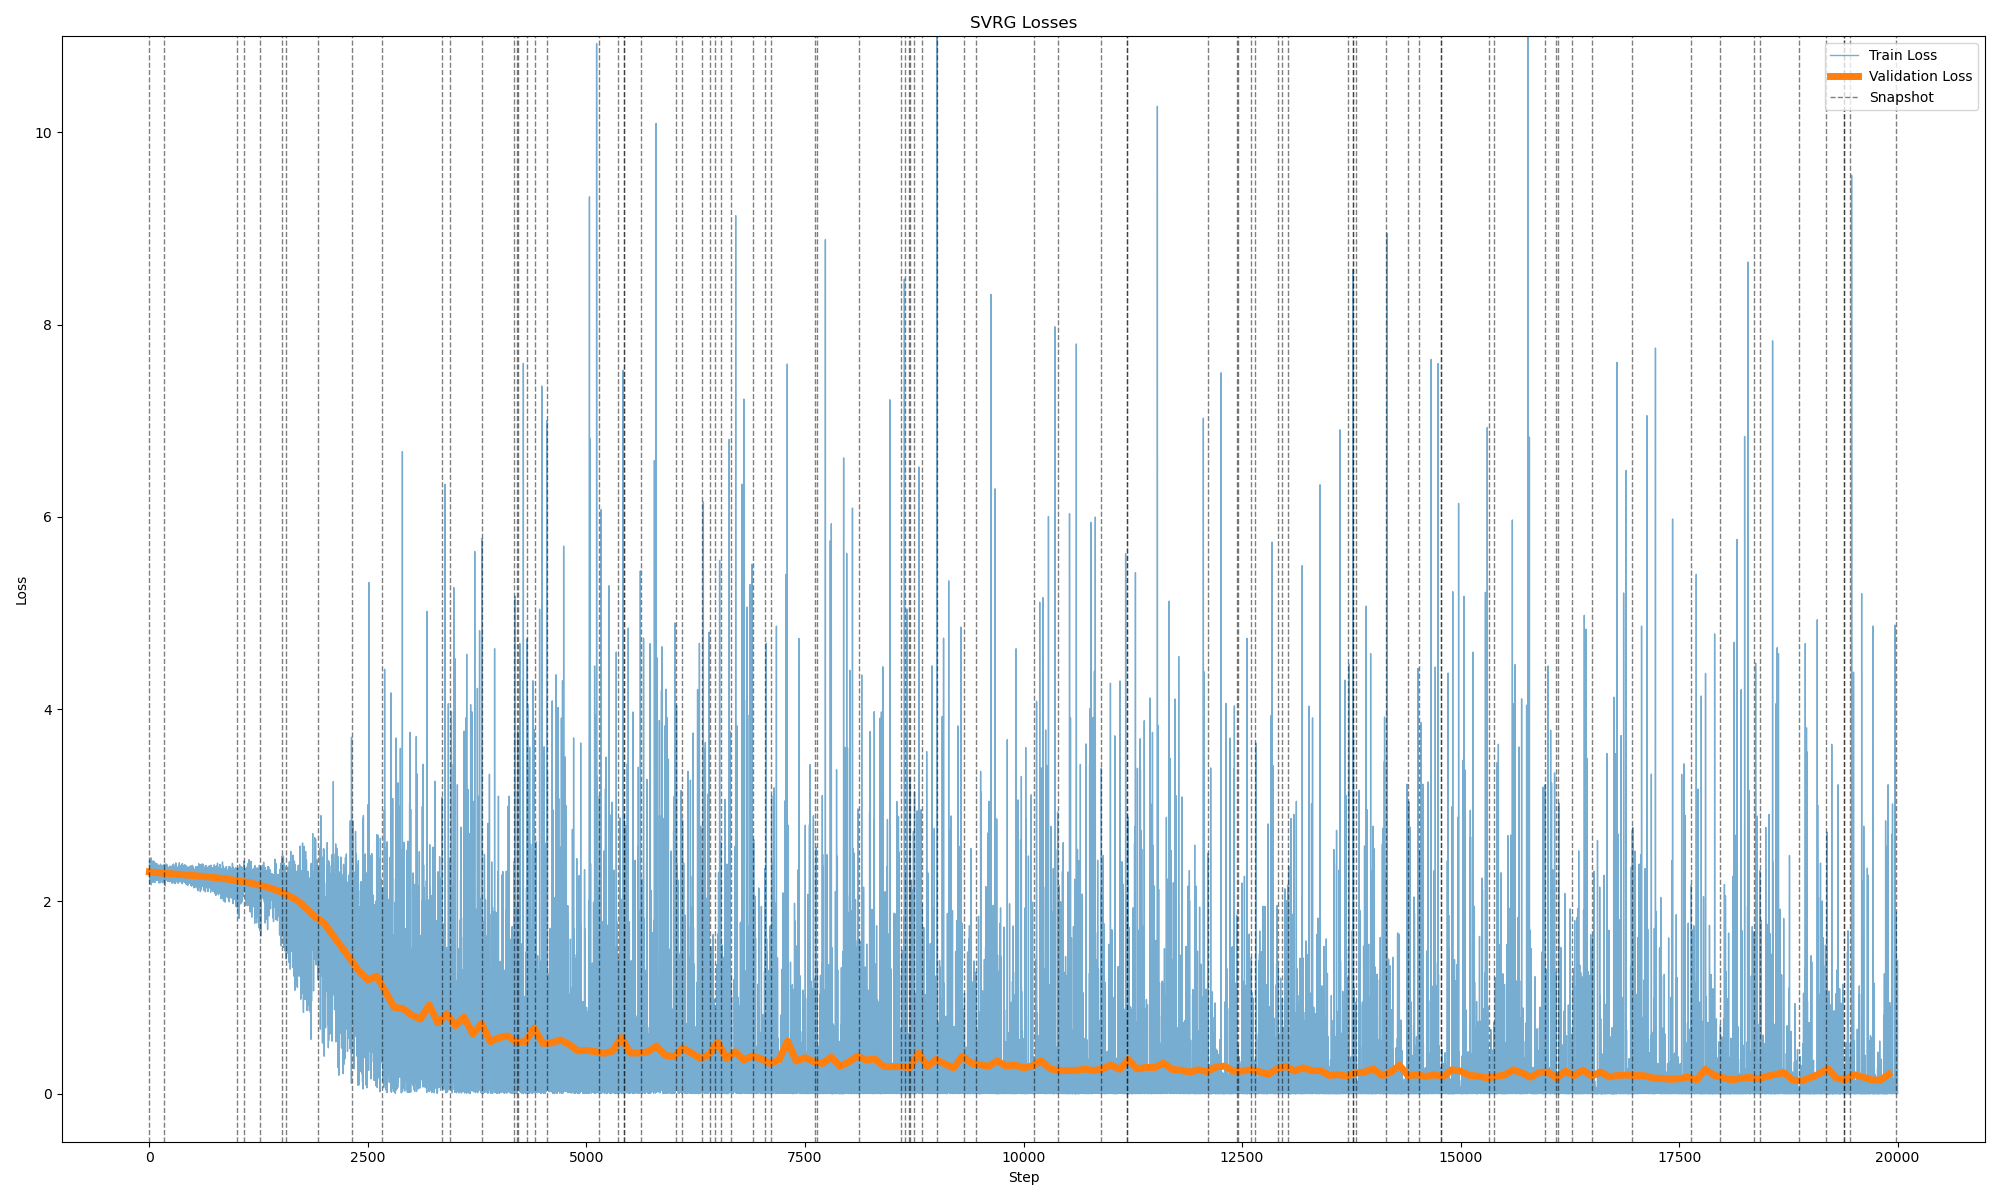 SVRG Losses
Train Loss
Validation Loss
Snapshot
Loss
10
8
6
4
2
0
0 2500 5000 7500 10000 12500 15000 17500 20000
Step